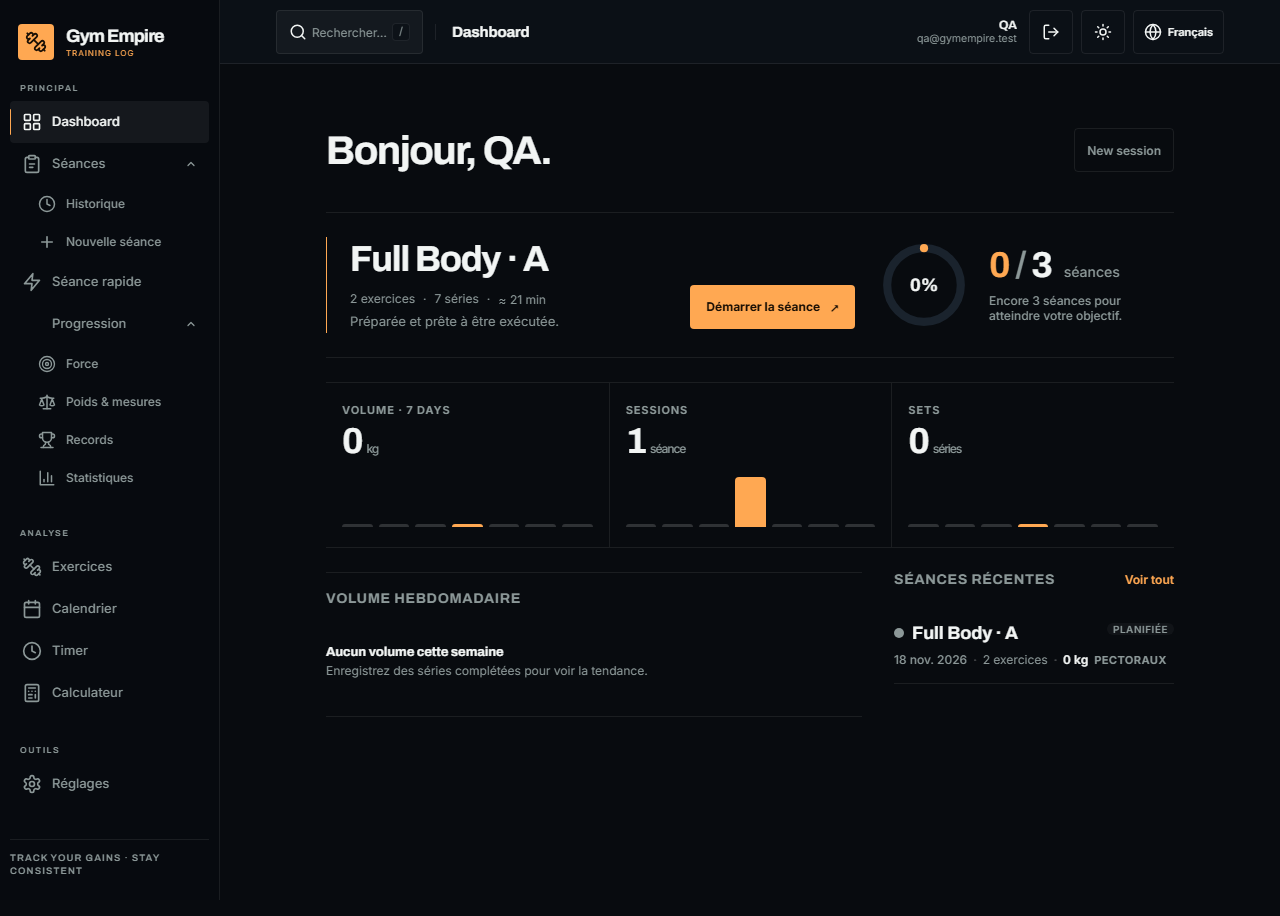 Gym Empire
TRAINING LOG
PRINCIPAL
Dashboard
Séances
Historique
Nouvelle séance
Séance rapide
Progression
Force
Poids & mesures
Records
Statistiques
ANALYSE
Exercices
Calendrier
Timer
Calculateur
OUTILS
Réglages
TRACK YOUR GAINS · STAY
CONSISTENT
Rechercher... /
Dashboard
QA
qa@gymempire.test
Français
Bonjour, QA.
New session
Full Body · A
2 exercices · 7 séries · ≈ 21 min
Préparée et prête à être exécutée.
Démarrer la séance ↗
0%
0 / 3 séances
Encore 3 séances pour
atteindre votre objectif.
VOLUME · 7 DAYS
0 kg
SESSIONS
1 séance
SETS
0 séries
VOLUME HEBDOMADAIRE
Aucun volume cette semaine
Enregistrez des séries complétées pour voir la tendance.
SÉANCES RÉCENTES
Voir tout
Full Body · A
PLANIFIÉE
18 nov. 2026 · 2 exercices · 0 kg PECTORAUX